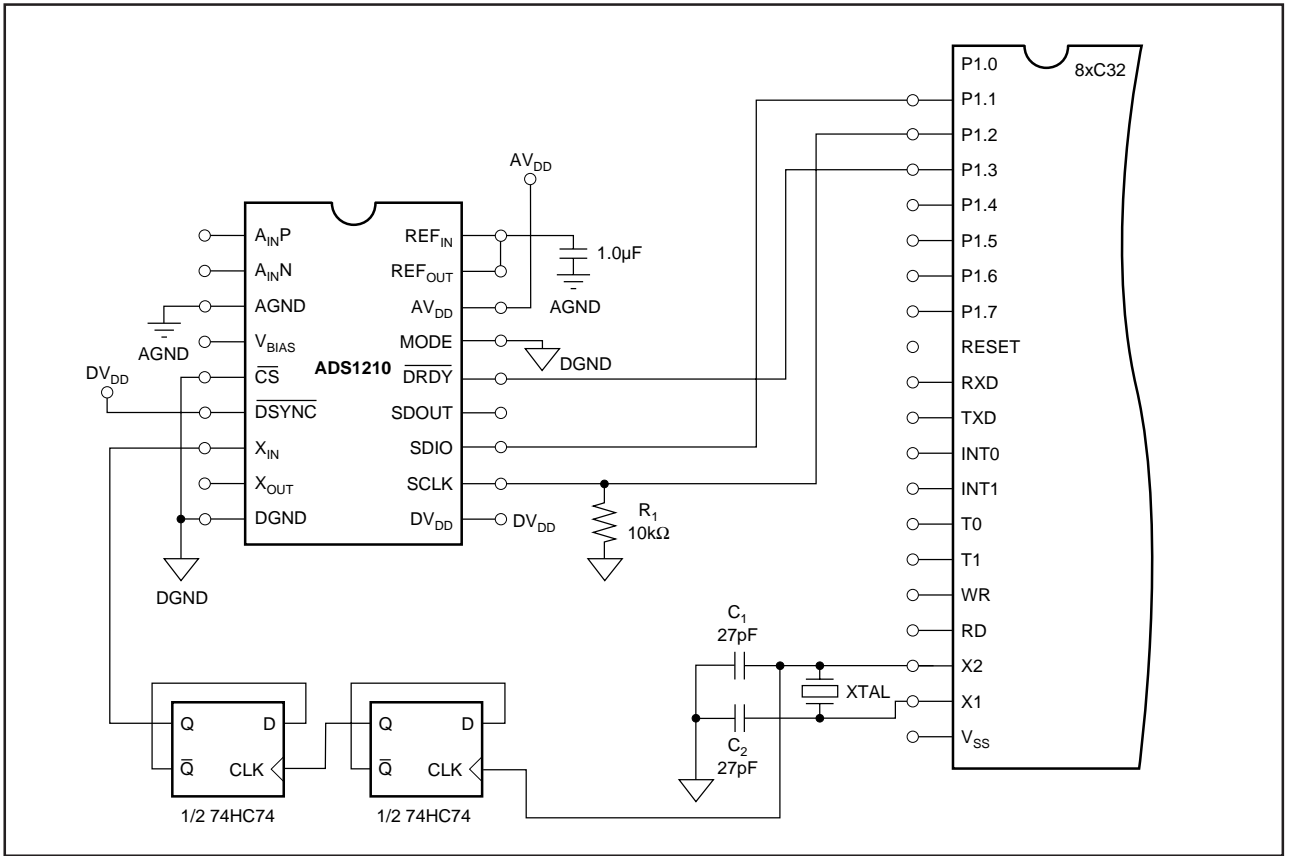 AV_DD
A_INP
A_INN
AGND
V_BIAS
C̅S̅
D̅S̅Y̅N̅C̅
X_IN
X_OUT
DGND
ADS1210
REF_IN
REF_OUT
AV_DD
MODE
D̅R̅D̅Y̅
SDOUT
SDIO
SCLK
DV_DD
AGND
DV_DD
DGND
1.0µF
AGND
DGND
DV_DD
R_1
10kΩ
8xC32
P1.0
P1.1
P1.2
P1.3
P1.4
P1.5
P1.6
P1.7
RESET
RXD
TXD
INT0
INT1
T0
T1
WR
RD
X2
X1
V_SS
C_1
27pF
XTAL
C_2
27pF
Q
D
Q̅
CLK
1/2 74HC74
Q
D
Q̅
CLK
1/2 74HC74